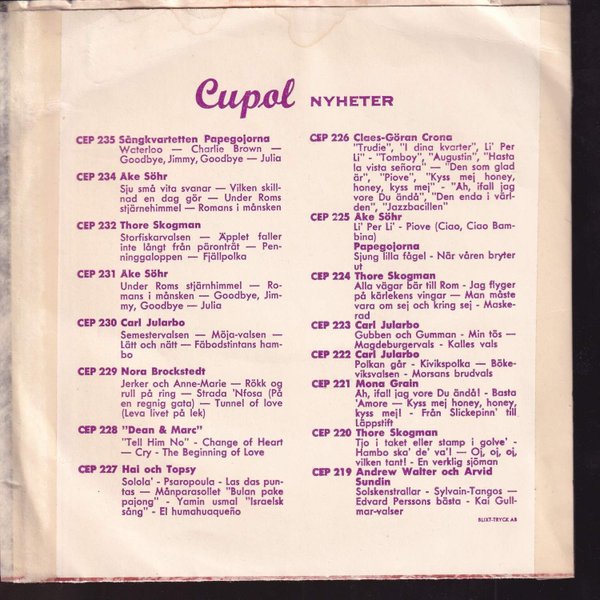 Cupol NYHETER
CEP 235 Sångkvartetten Papegojorna
Waterloo — Charlie Brown —
Goodbye, Jimmy, Goodbye — Julia
CEP 234 Åke Söhr
Sju små vita svanar — Vilken skill-
nad en dag gör — Under Roms
stjärnehimmel — Romans i månsken
CEP 232 Thore Skogman
Storfiskarvalsen — Äpplet faller
inte långt från päronträt — Pen-
ninggaloppen — Fjällpolka
CEP 231 Åke Söhr
Under Roms stjärnhimmel — Ro-
mans i månsken — Goodbye, Jim-
my, Goodbye — Julia
CEP 230 Carl Jularbo
Semestervalsen — Möja-valsen —
Lätt och nätt — Fäbodstintans ham-
bo
CEP 229 Nora Brockstedt
Jerker och Anne-Marie — Rökk og
rull på ring — Strada 'Nfosa (På
en regnig gata) — Tunnel of love
(Leva livet på lek)
CEP 228 "Dean & Marc"
"Tell Him No" - Change of Heart
— Cry - The Beginning of Love
CEP 227 Hai och Topsy
Solola' - Psaropoula - Las das pun-
tas — Månparasollet "Bulan pake
pajong" - Yamin usmal "Israelsk
sång" - El humahuaqueño
CEP 226 Claes-Göran Crona
"Trudie", "I dina kvarter", Li' Per
Li" - "Tomboy", "Augustin", "Hasta
la vista señora" — "Den som glad
är", "Piove", "Kyss mej honey,
honey, kyss mej" - "Åh, ifall jag
vore Du ändå", "Den enda i värl-
den", "Jazzbacillen"
CEP 225 Åke Söhr
Li' Per Li' - Piove (Ciao, Ciao Bam-
bina)
Papegojorna
Sjung lilla fågel - När våren bryter
ut
CEP 224 Thore Skogman
Alla vägar bär till Rom - Jag flyger
på kärlekens vingar — Man måste
vara om sej och kring sej - Maske-
rad
CEP 223 Carl Jularbo
Gubben och Gumman - Min tös —
Magdeburgervals - Kalles vals
CEP 222 Carl Jularbo
Polkan går - Kivikspolka — Böke-
viksvalsen - Morsans brudvals
CEP 221 Mona Grain
Åh, ifall jag vore Du ändå! - Basta
'Amore — Kyss mej honey, honey,
kyss mej! - Från Slickepinn' till
Läppstift
CEP 220 Thore Skogman
Tjo i taket eller stamp i golve' -
Hambo ska' de' va'! — Oj, oj, oj,
vilken tant! - En verklig sjöman
CEP 219 Andrew Walter och Arvid
Sundin
Solskenstrallar - Sylvain-Tangos —
Edvard Perssons bästa - Kai Gull-
mar-valser
BLIXT-TRYCK AB